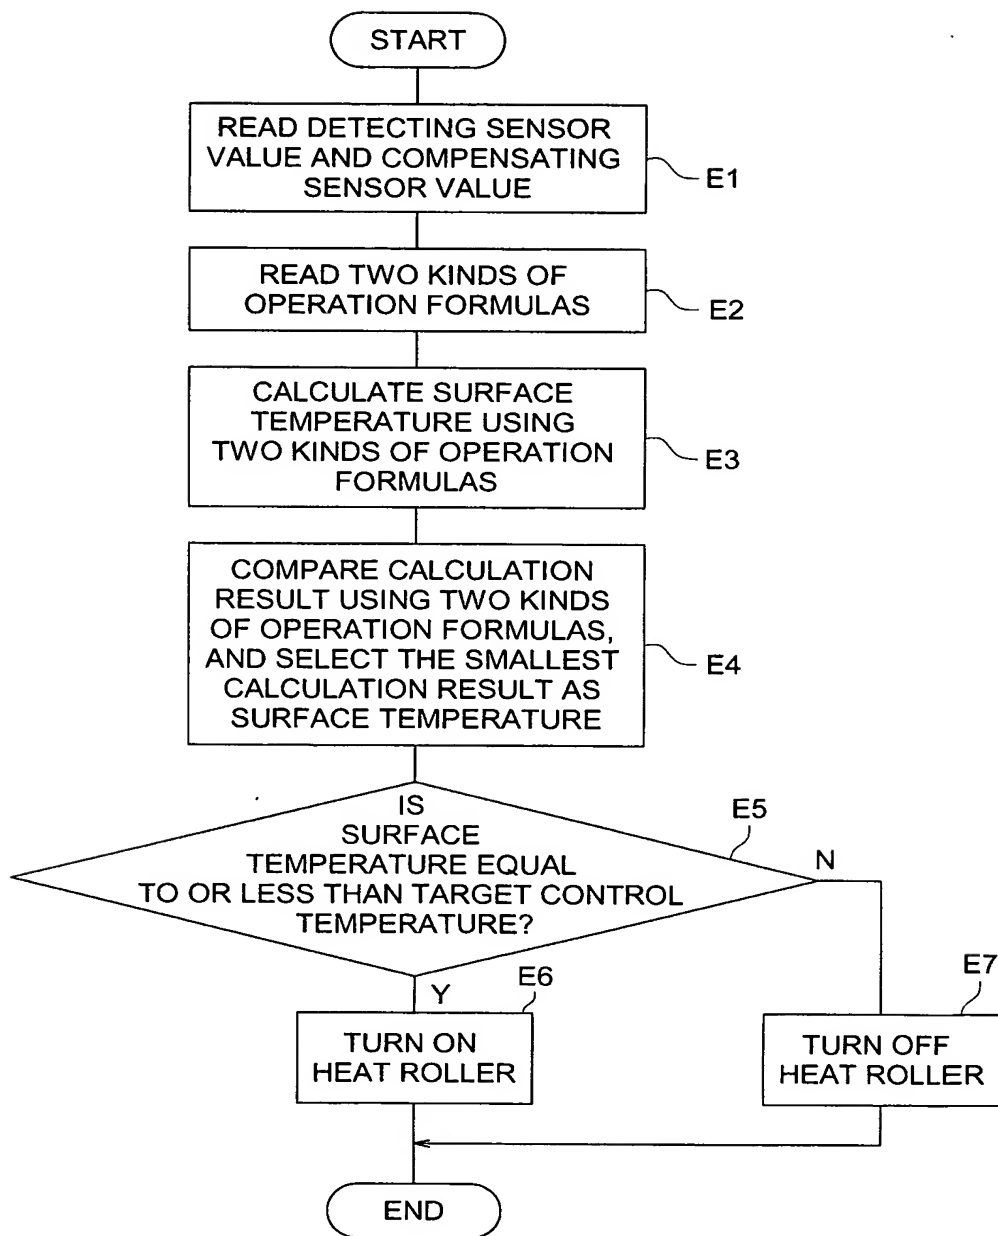 START
READ DETECTING SENSOR
VALUE AND COMPENSATING
SENSOR VALUE
E1
READ TWO KINDS OF
OPERATION FORMULAS
E2
CALCULATE SURFACE
TEMPERATURE USING
TWO KINDS OF OPERATION
FORMULAS
E3
COMPARE CALCULATION
RESULT USING TWO KINDS
OF OPERATION FORMULAS,
AND SELECT THE SMALLEST
CALCULATION RESULT AS
SURFACE TEMPERATURE
E4
IS
SURFACE
TEMPERATURE EQUAL
TO OR LESS THAN TARGET CONTROL
TEMPERATURE?
E5
N
Y
E6
TURN ON
HEAT ROLLER
E7
TURN OFF
HEAT ROLLER
END